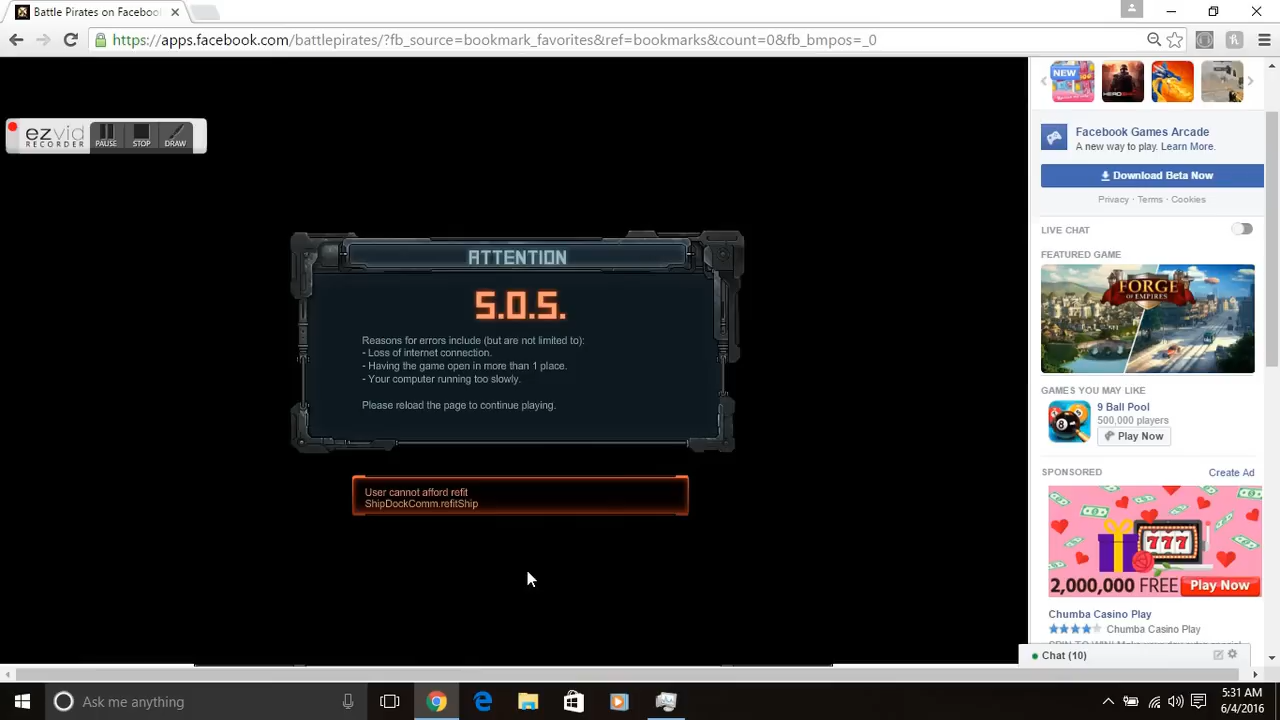 Battle Pirates on Faceboo
https://apps.facebook.com/battlepirates/?fb_source=bookmark_favorites&ref=bookmarks&count=0&fb_bmpos=_0
NEW
ezvid
RECORDER
PAUSE
STOP
DRAW
Facebook Games Arcade
A new way to play. Learn More.
Download Beta Now
Privacy · Terms · Cookies
LIVE CHAT
FEATURED GAME
FORGE
OF EMPIRES
ATTENTION
S.O.S.
Reasons for errors include (but are not limited to):
- Loss of internet connection.
- Having the game open in more than 1 place.
- Your computer running too slowly.
Please reload the page to continue playing.
User cannot afford refit
ShipDockComm.refitShip
GAMES YOU MAY LIKE
9 Ball Pool
500,000 players
Play Now
SPONSORED
Create Ad
777
2,000,000 FREE
Play Now
Chumba Casino Play
Chumba Casino Play
Chat (10)
Ask me anything
5:31 AM
6/4/2016